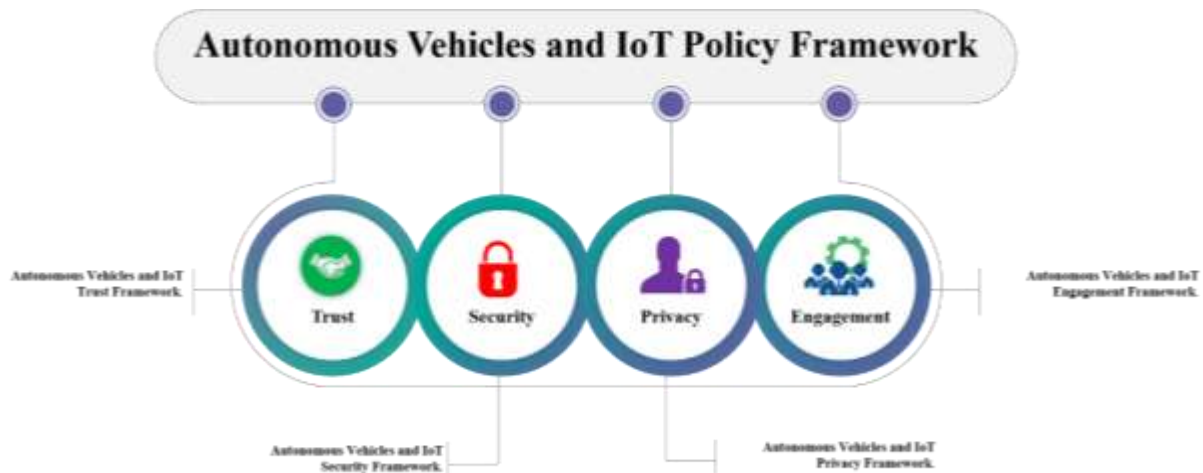 Autonomous Vehicles and IoT Policy Framework
Trust
Security
Privacy
Engagement
Autonomous Vehicles and IoT
Trust Framework.
Autonomous Vehicles and IoT
Engagement Framework.
Autonomous Vehicles and IoT
Security Framework.
Autonomous Vehicles and IoT
Privacy Framework.